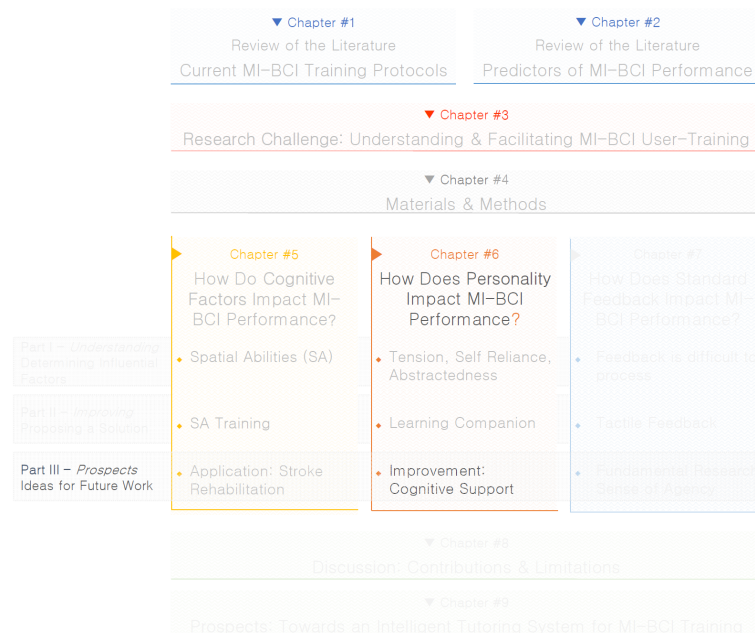 ▼ Chapter #1
Review of the Literature
Current MI-BCI Training Protocols
▼ Chapter #2
Review of the Literature
Predictors of MI-BCI Performance
▼ Chapter #3
Research Challenge: Understanding & Facilitating MI-BCI User-Training
▼ Chapter #4
Materials & Methods
Part I – Understanding
Determining Influential
Factors
Part II – Improving
Proposing a Solution
Part III – Prospects
Ideas for Future Work
Chapter #5
How Do Cognitive
Factors Impact MI-
BCI Performance?
Spatial Abilities (SA)
SA Training
Application: Stroke
Rehabilitation
Chapter #6
How Does Personality
Impact MI-BCI
Performance?
Tension, Self Reliance,
Abstractedness
Learning Companion
Improvement:
Cognitive Support
Chapter #7
How Does Standard
Feedback Impact MI-
BCI Performance?
Feedback is difficult to
process
Tactile Feedback
Fundamental Research
Sense of Agency
▼ Chapter #8
Discussion: Contributions & Limitations
▼ Chapter #9
Prospects: Towards an Intelligent Tutoring System for MI-BCI Training